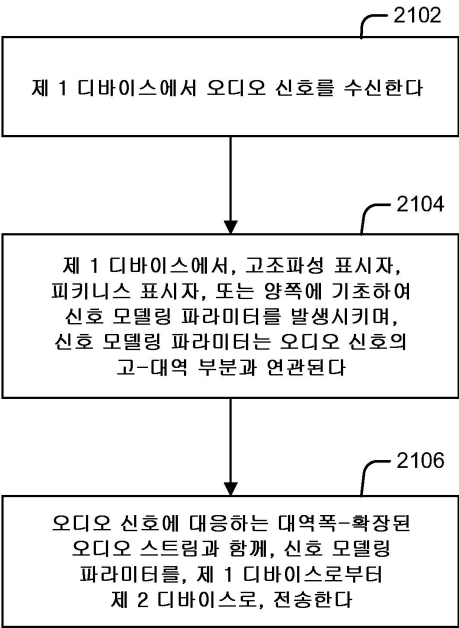 2102
제 1 디바이스에서 오디오 신호를 수신한다
2104
제 1 디바이스에서, 고조파성 표시자,
피키니스 표시자, 또는 양쪽에 기초하여
신호 모델링 파라미터를 발생시키며,
신호 모델링 파라미터는 오디오 신호의
고-대역 부분과 연관된다
2106
오디오 신호에 대응하는 대역폭-확장된
오디오 스트림과 함께, 신호 모델링
파라미터를, 제 1 디바이스로부터
제 2 디바이스로, 전송한다